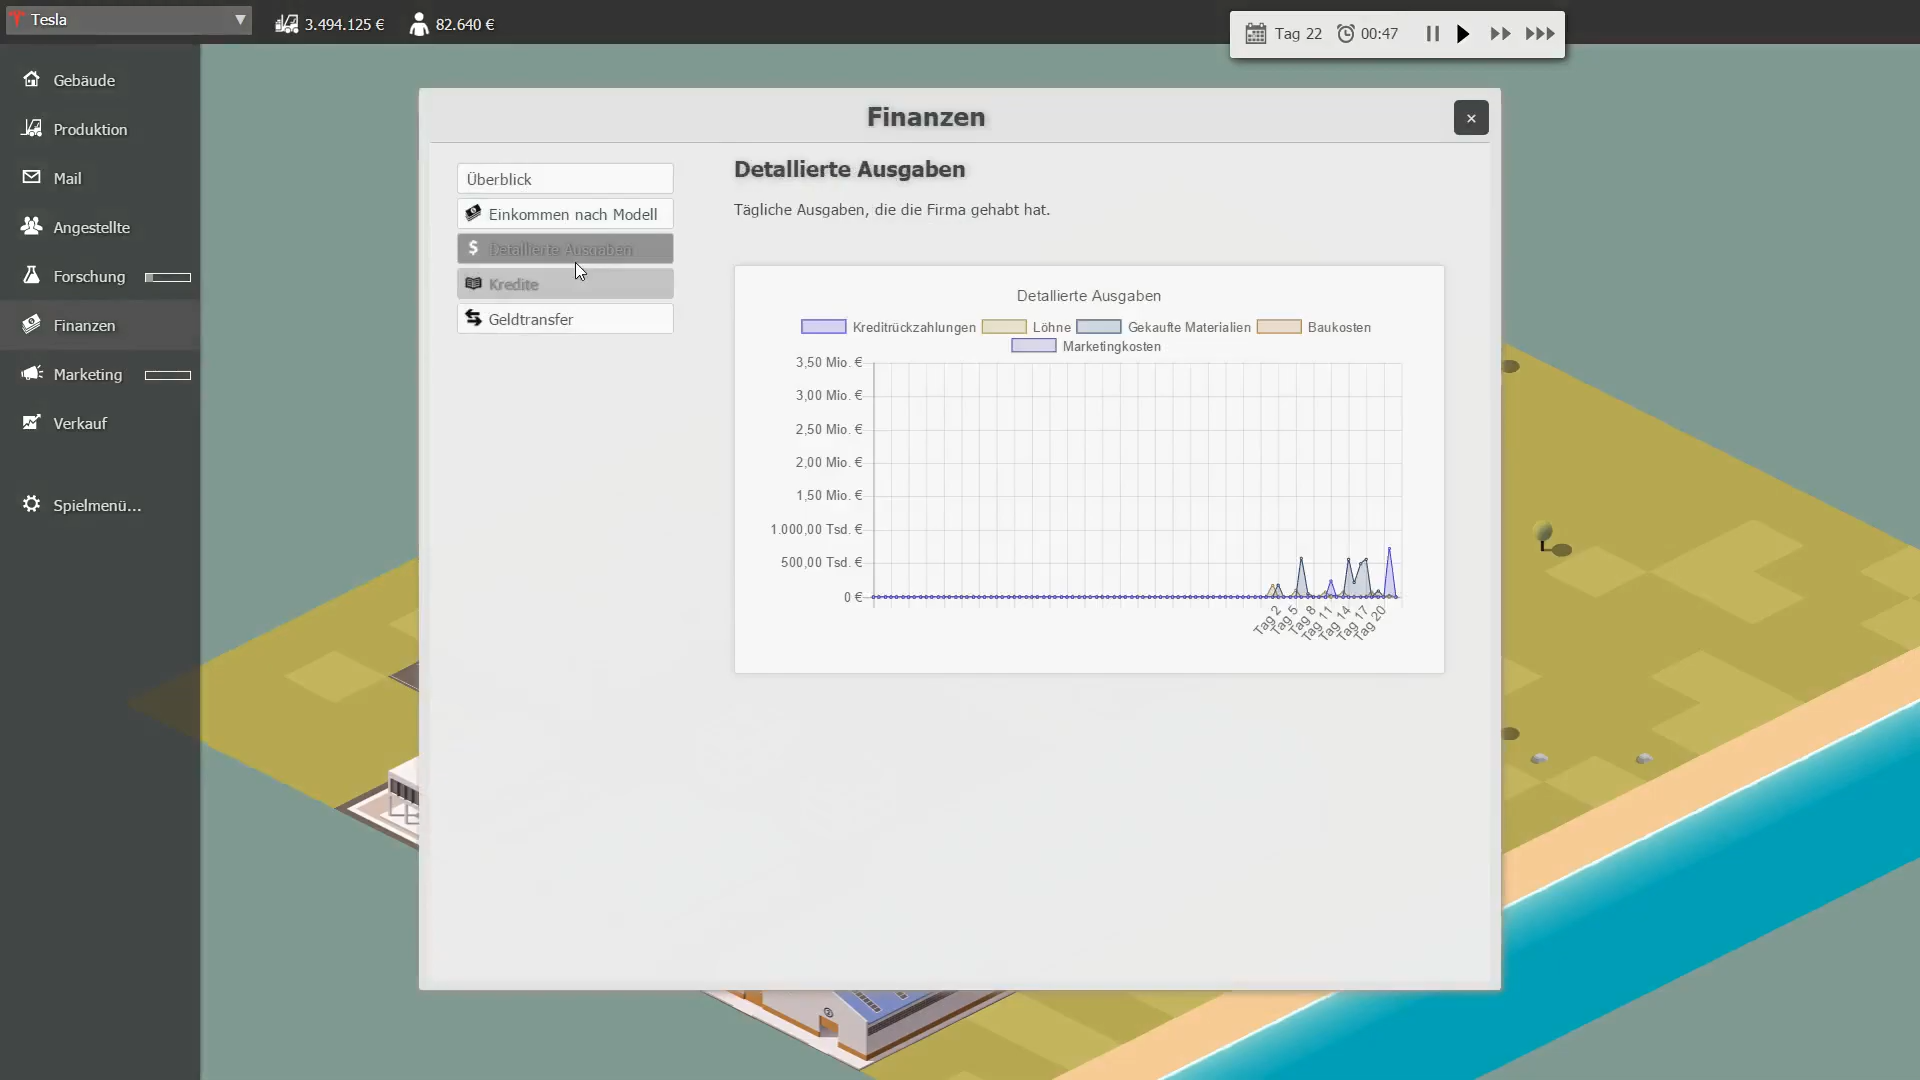 Tesla
3.494.125 €
82.640 €
Tag 22
00:47
Gebäude
Produktion
Mail
Angestellte
Forschung
Finanzen
Marketing
Verkauf
Spielmenü...
Finanzen
×
Überblick
Einkommen nach Modell
Detallierte Ausgaben
Kredite
Geldtransfer
Detallierte Ausgaben
Tägliche Ausgaben, die die Firma gehabt hat.
Detallierte Ausgaben
Kreditrückzahlungen Löhne Gekaufte Materialien Baukosten
Marketingkosten
3,50 Mio. €
3,00 Mio. €
2,50 Mio. €
2,00 Mio. €
1,50 Mio. €
1.000,00 Tsd. €
500,00 Tsd. €
0 €
Tag 2 Tag 5 Tag 8 Tag 11 Tag 14 Tag 17 Tag 20